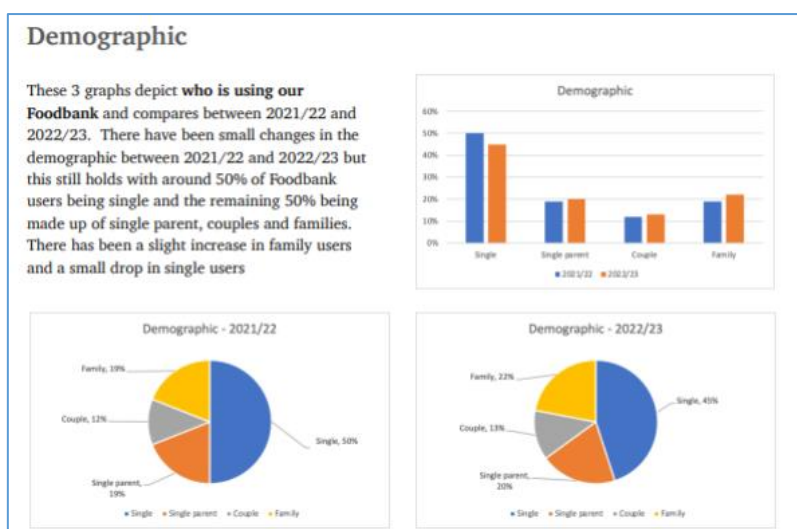 Demographic
These 3 graphs depict who is using our
Foodbank and compares between 2021/22 and
2022/23. There have been small changes in the
demographic between 2021/22 and 2022/23 but
this still holds with around 50% of Foodbank
users being single and the remaining 50% being
made up of single parent, couples and families.
There has been a slight increase in family users
and a small drop in single users
Demographic
60%
50%
40%
30%
20%
10%
0%
Single Single parent Couple Family
2021/22 2022/23
Demographic - 2021/22
Family, 19%
Couple, 12%
Single, 50%
Single parent,
19%
Single Single parent Couple Family
Demographic - 2022/23
Family, 22%
Single, 45%
Couple, 13%
Single parent,
20%
Single Single parent Couple Family